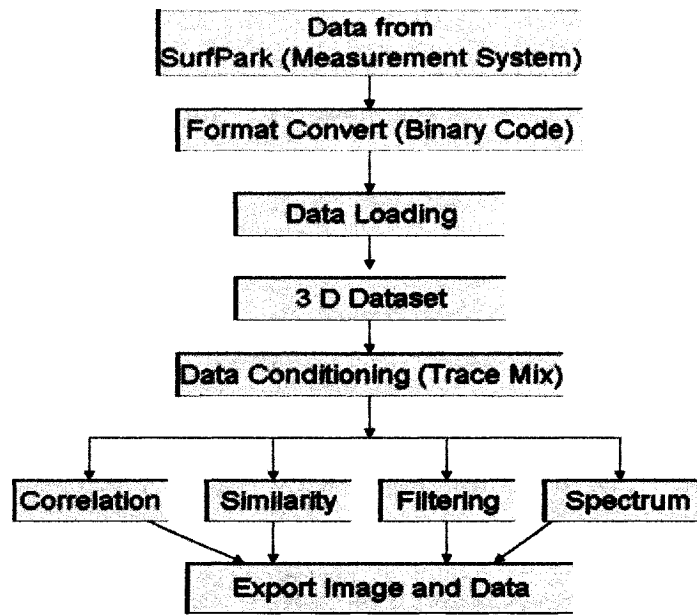 Data from
SurfPark (Measurement System)
Format Convert (Binary Code)
Data Loading
3 D Dataset
Data Conditioning (Trace Mix)
Correlation
Similarity
Filtering
Spectrum
Export Image and Data